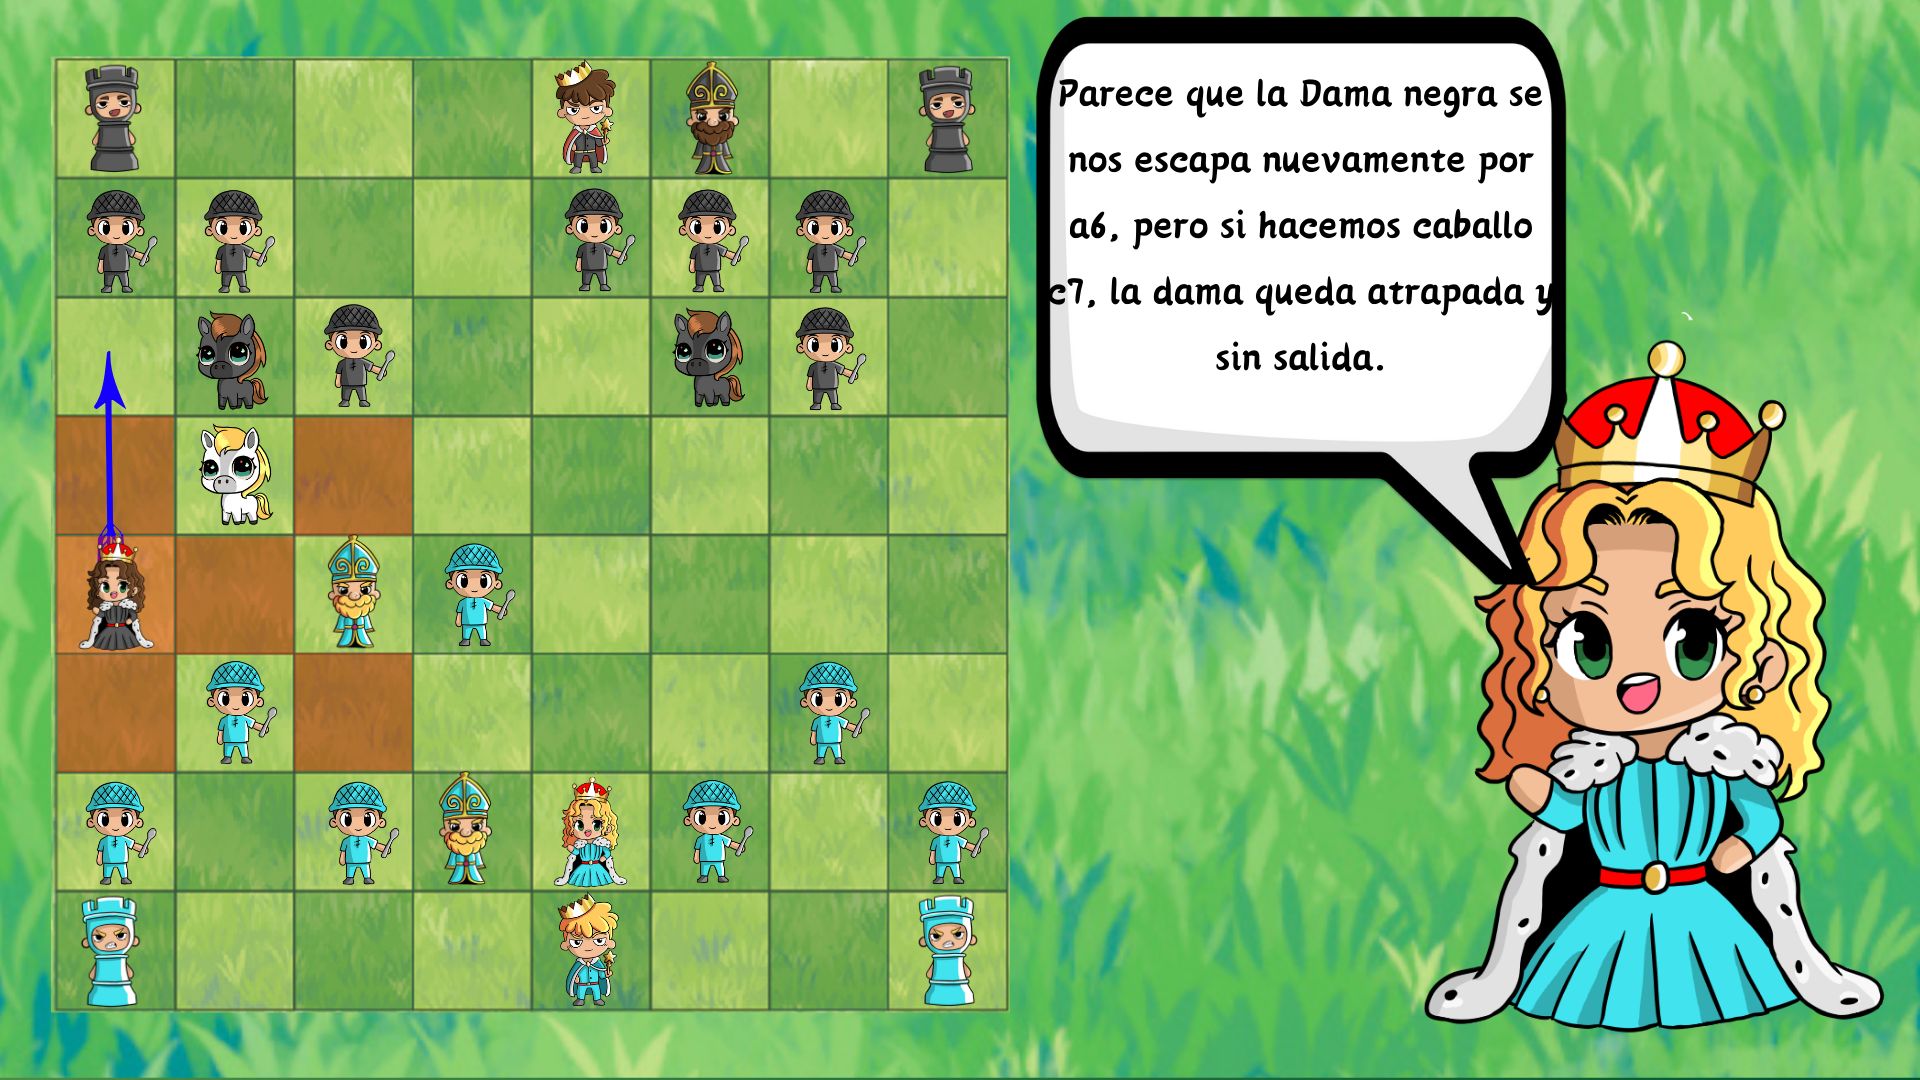 Parece que la Dama negra se
nos escapa nuevamente por
a6, pero si hacemos caballo
c7, la dama queda atrapada y
sin salida.